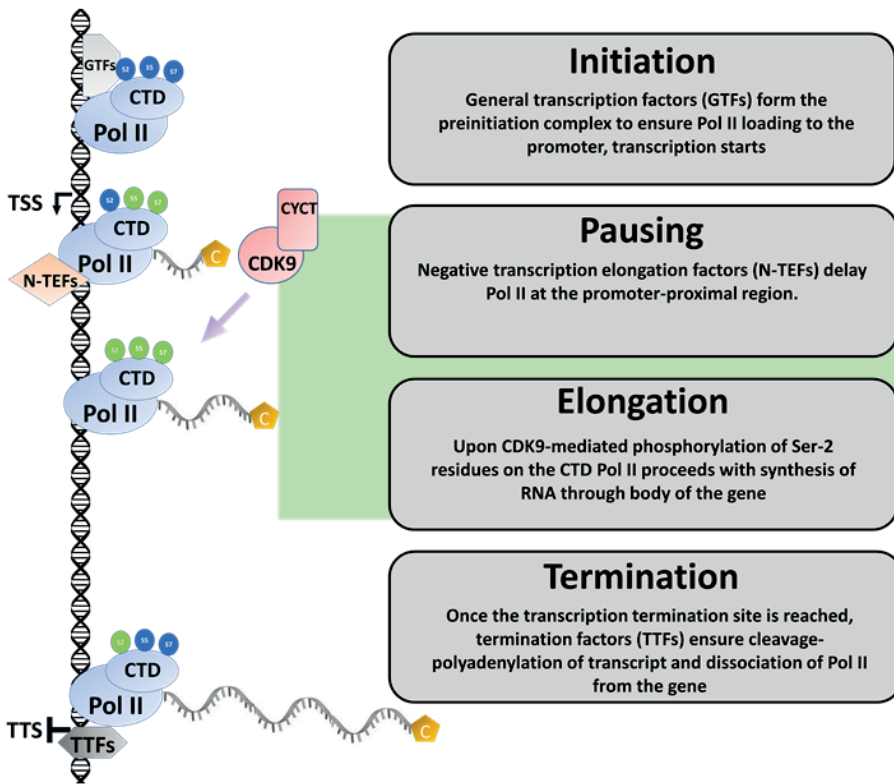 GTFs
S2
S5
S7
CTD
Pol II
Initiation
General transcription factors (GTFs) form the
preinitiation complex to ensure Pol II loading to the
promoter, transcription starts
TSS
S2
S5
S7
CTD
Pol II
N-TEFs
C
CYCT
CDK9
Pausing
Negative transcription elongation factors (N-TEFs) delay
Pol II at the promoter-proximal region.
S2
S5
S7
CTD
Pol II
C
Elongation
Upon CDK9-mediated phosphorylation of Ser-2
residues on the CTD Pol II proceeds with synthesis of
RNA through body of the gene
S2
S5
S7
CTD
Pol II
TTS
TTFs
C
Termination
Once the transcription termination site is reached,
termination factors (TTFs) ensure cleavage-
polyadenylation of transcript and dissociation of Pol II
from the gene